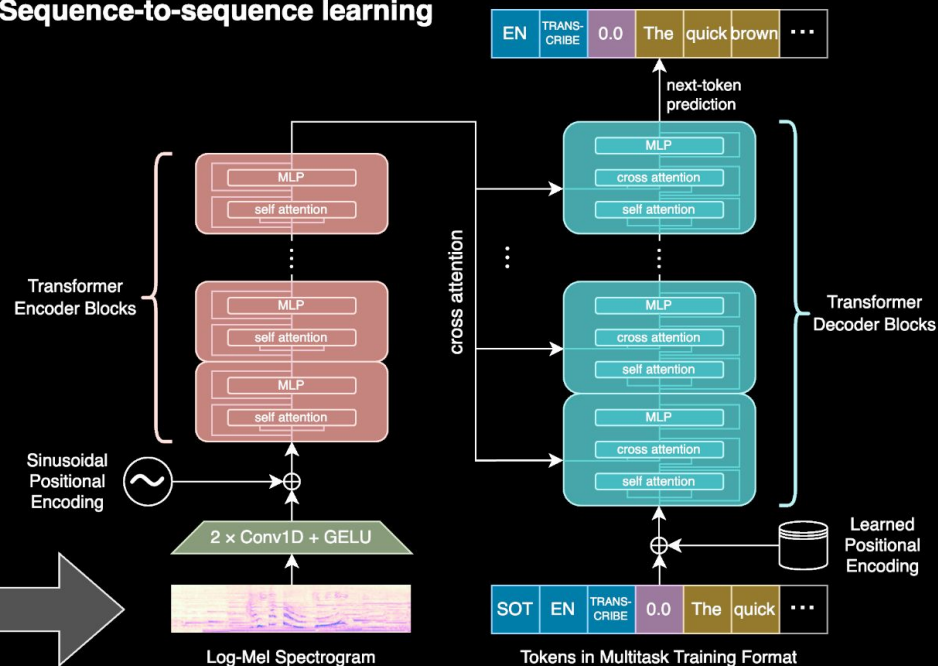 Sequence-to-sequence learning
EN
TRANS-
CRIBE
0.0
The
quick
brown
...
next-token
prediction
MLP
self attention
...
MLP
self attention
MLP
self attention
Transformer
Encoder Blocks
cross attention
...
MLP
cross attention
self attention
...
MLP
cross attention
self attention
MLP
cross attention
self attention
Transformer
Decoder Blocks
Sinusoidal
Positional
Encoding
2 × Conv1D + GELU
Learned
Positional
Encoding
SOT
EN
TRANS-
CRIBE
0.0
The
quick
...
Log-Mel Spectrogram
Tokens in Multitask Training Format